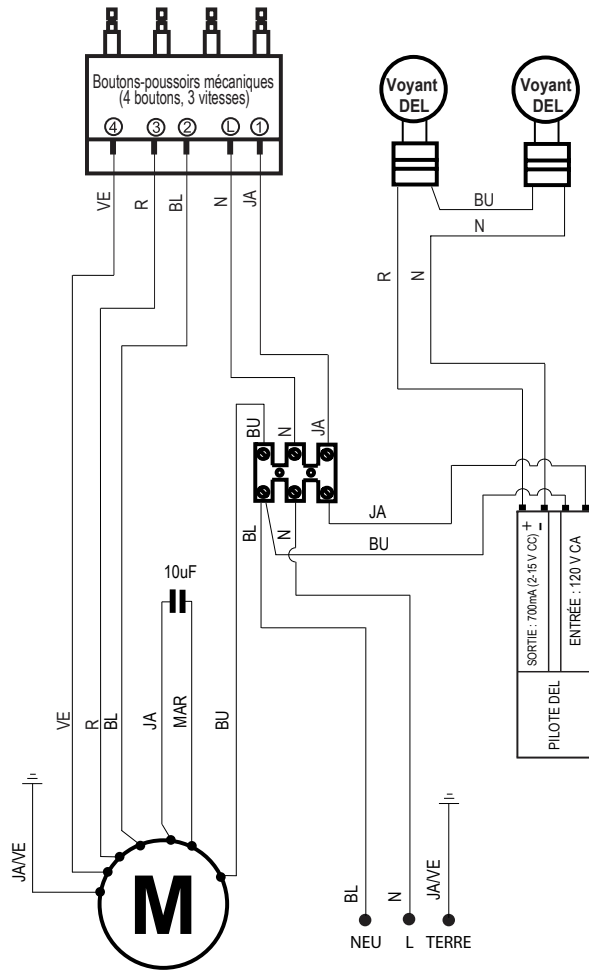 Boutons-poussoirs mécaniques
(4 boutons, 3 vitesses)
4
3
2
L
1
Voyant
DEL
Voyant
DEL
VE
R
BL
N
JA
BU
N
R
N
BU
N
JA
BL
N
JA
BU
10uF
VE
R
BL
JA
MAR
BU
SORTIE : 700mA (2-15 V CC)
+
-
ENTRÉE : 120 V CA
PILOTE DEL
JA/VE
M
BL
N
JA/VE
NEU
L
TERRE